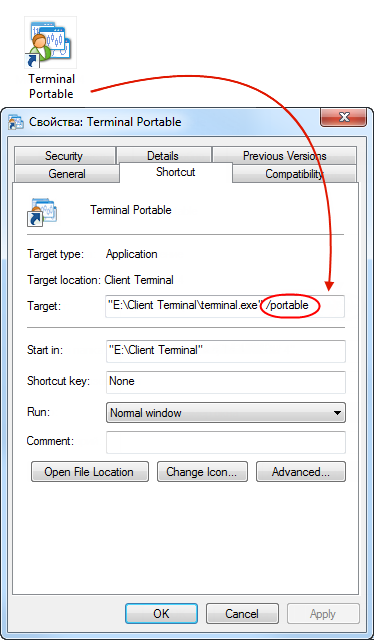 Terminal
Portable
Свойства: Terminal Portable
Security Details Previous Versions
General Shortcut Compatibility
Terminal Portable
Target type: Application
Target location: Client Terminal
Target: "E:\Client Terminal\terminal.exe" /portable
Start in: "E:\Client Terminal"
Shortcut key: None
Run: Normal window
Comment:
Open File Location Change Icon... Advanced...
OK Cancel Apply